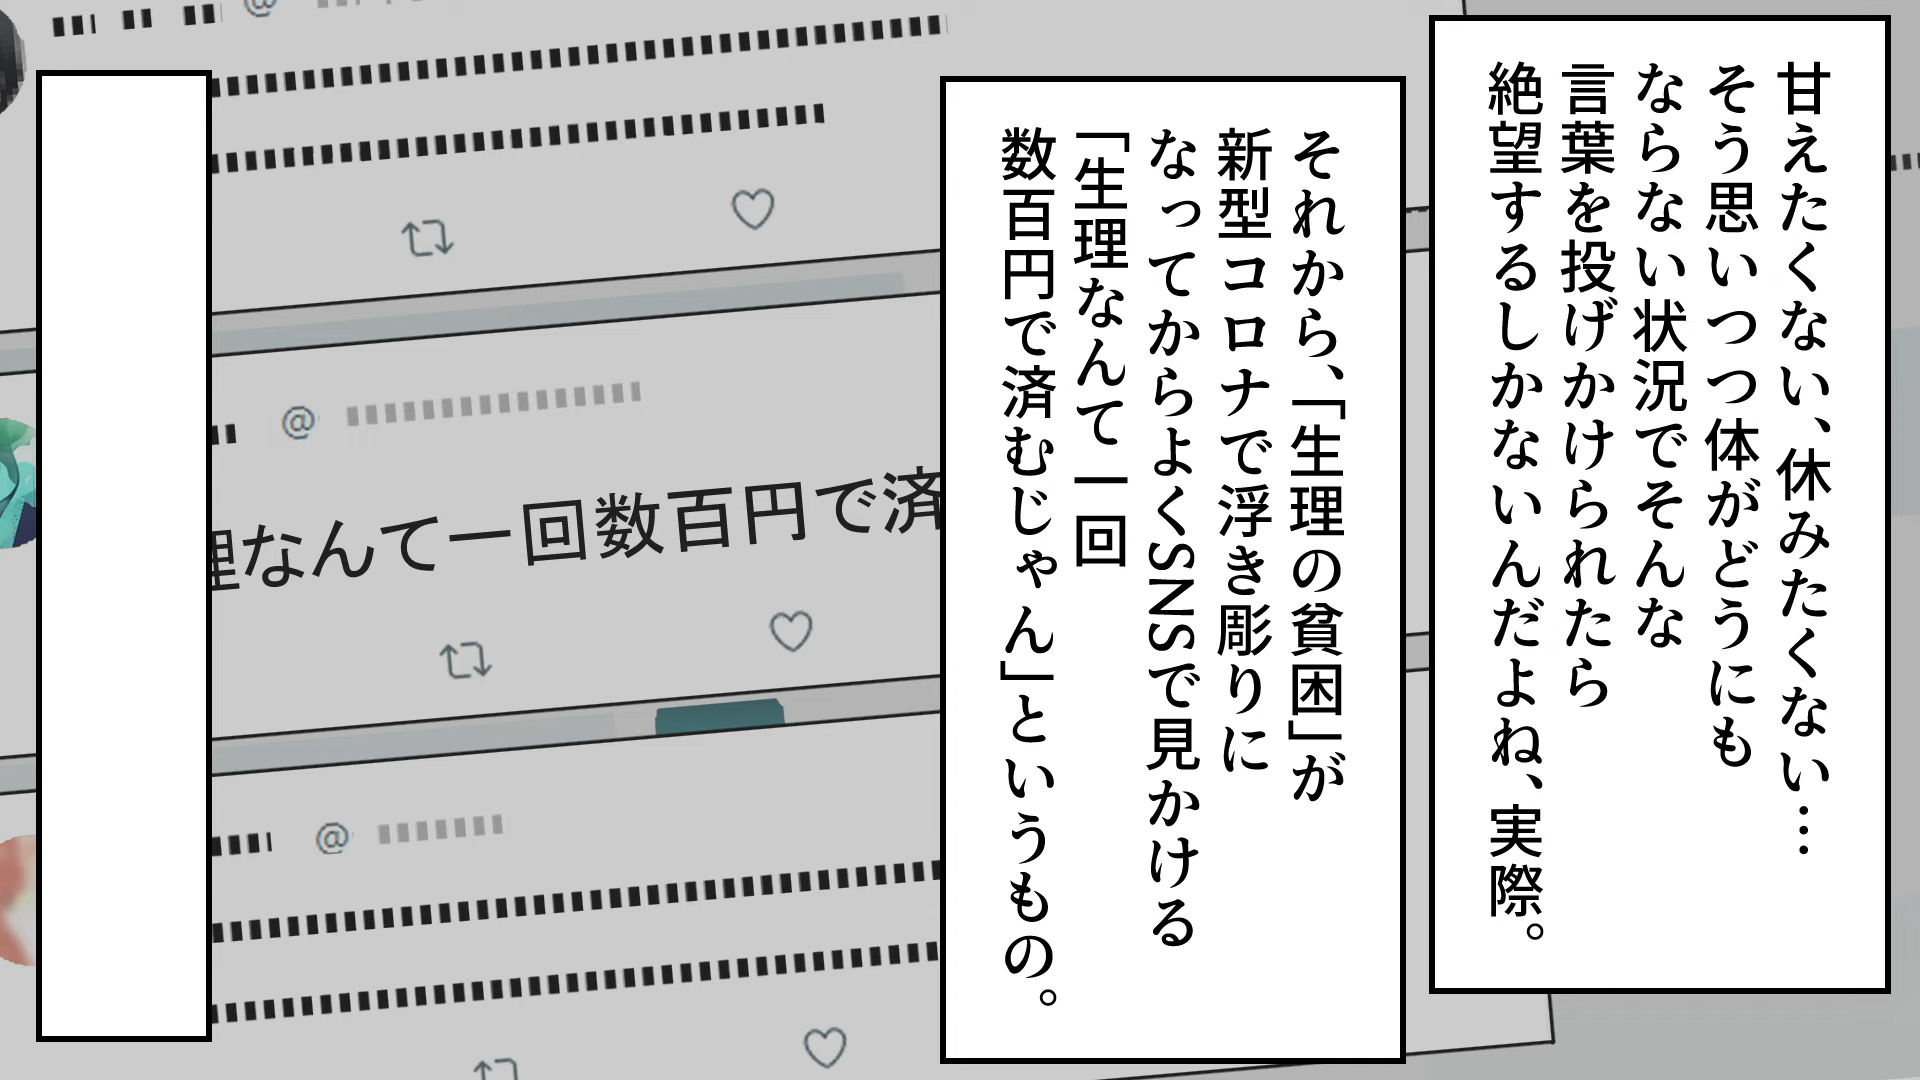 甘えたくない、休みたくない…
そう思いつつ体がどうにも
ならない状況でそんな
言葉を投げかけられたら
絶望するしかないんだよね、実際。
それから、「生理の貧困」が
新型コロナで浮き彫りに
なってからよくSNSで見かける
「生理なんて一回
数百円で済むじゃん」というもの。
@
@
理なんて一回数百円で済
@